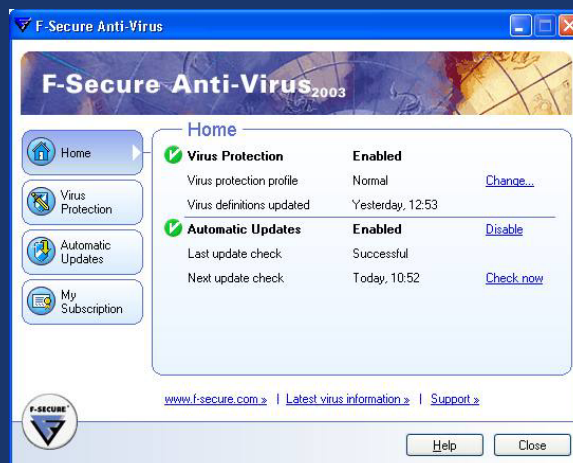 F-Secure Anti-Virus
F-Secure Anti-Virus2003
Home
Home
Virus Protection Enabled
Virus protection profile Normal Change...
Virus definitions updated Yesterday, 12:53
Automatic Updates Enabled Disable
Last update check Successful
Next update check Today, 10:52 Check now
Virus
Protection
Automatic
Updates
My
Subscription
www.f-secure.com » | Latest virus information » | Support »
F-SECURE
Help Close